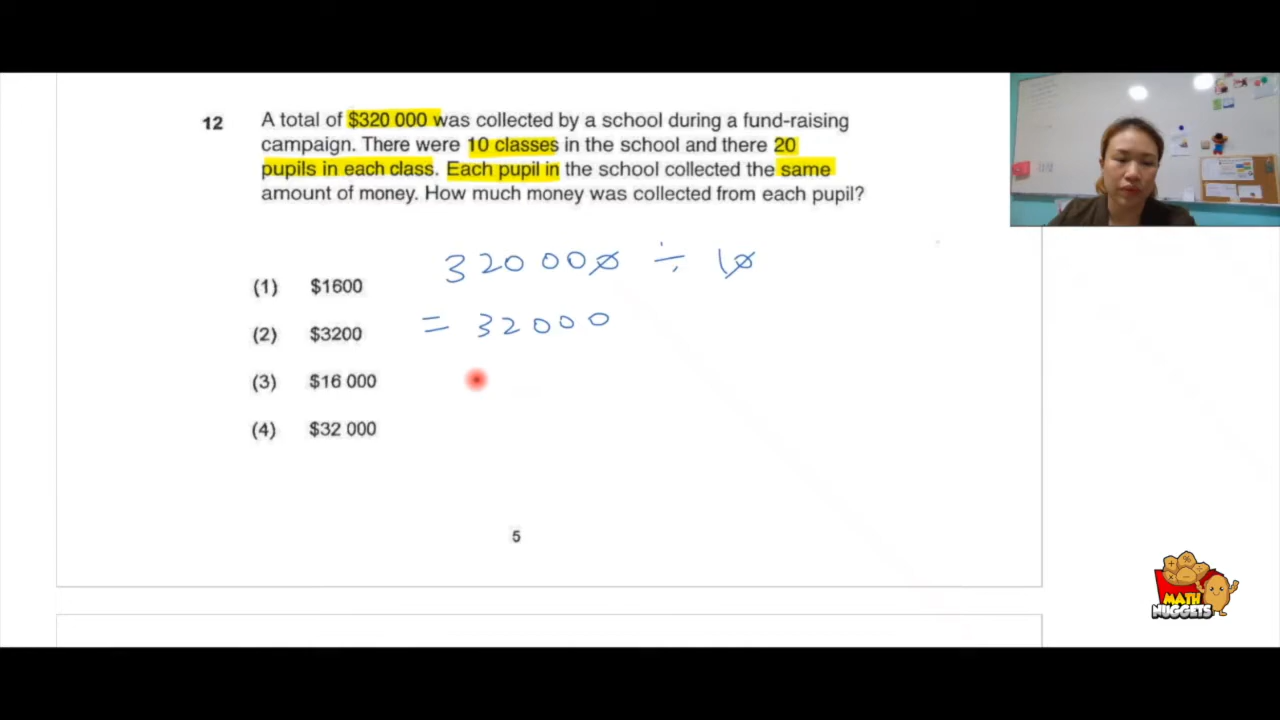 12 A total of $320 000 was collected by a school during a fund-raising
campaign. There were 10 classes in the school and there 20
pupils in each class. Each pupil in the school collected the same
amount of money. How much money was collected from each pupil?
320000 ÷ 10
(1) $1600
= 32000
(2) $3200
(3) $16 000
(4) $32 000
5
MATH
NUGGETS